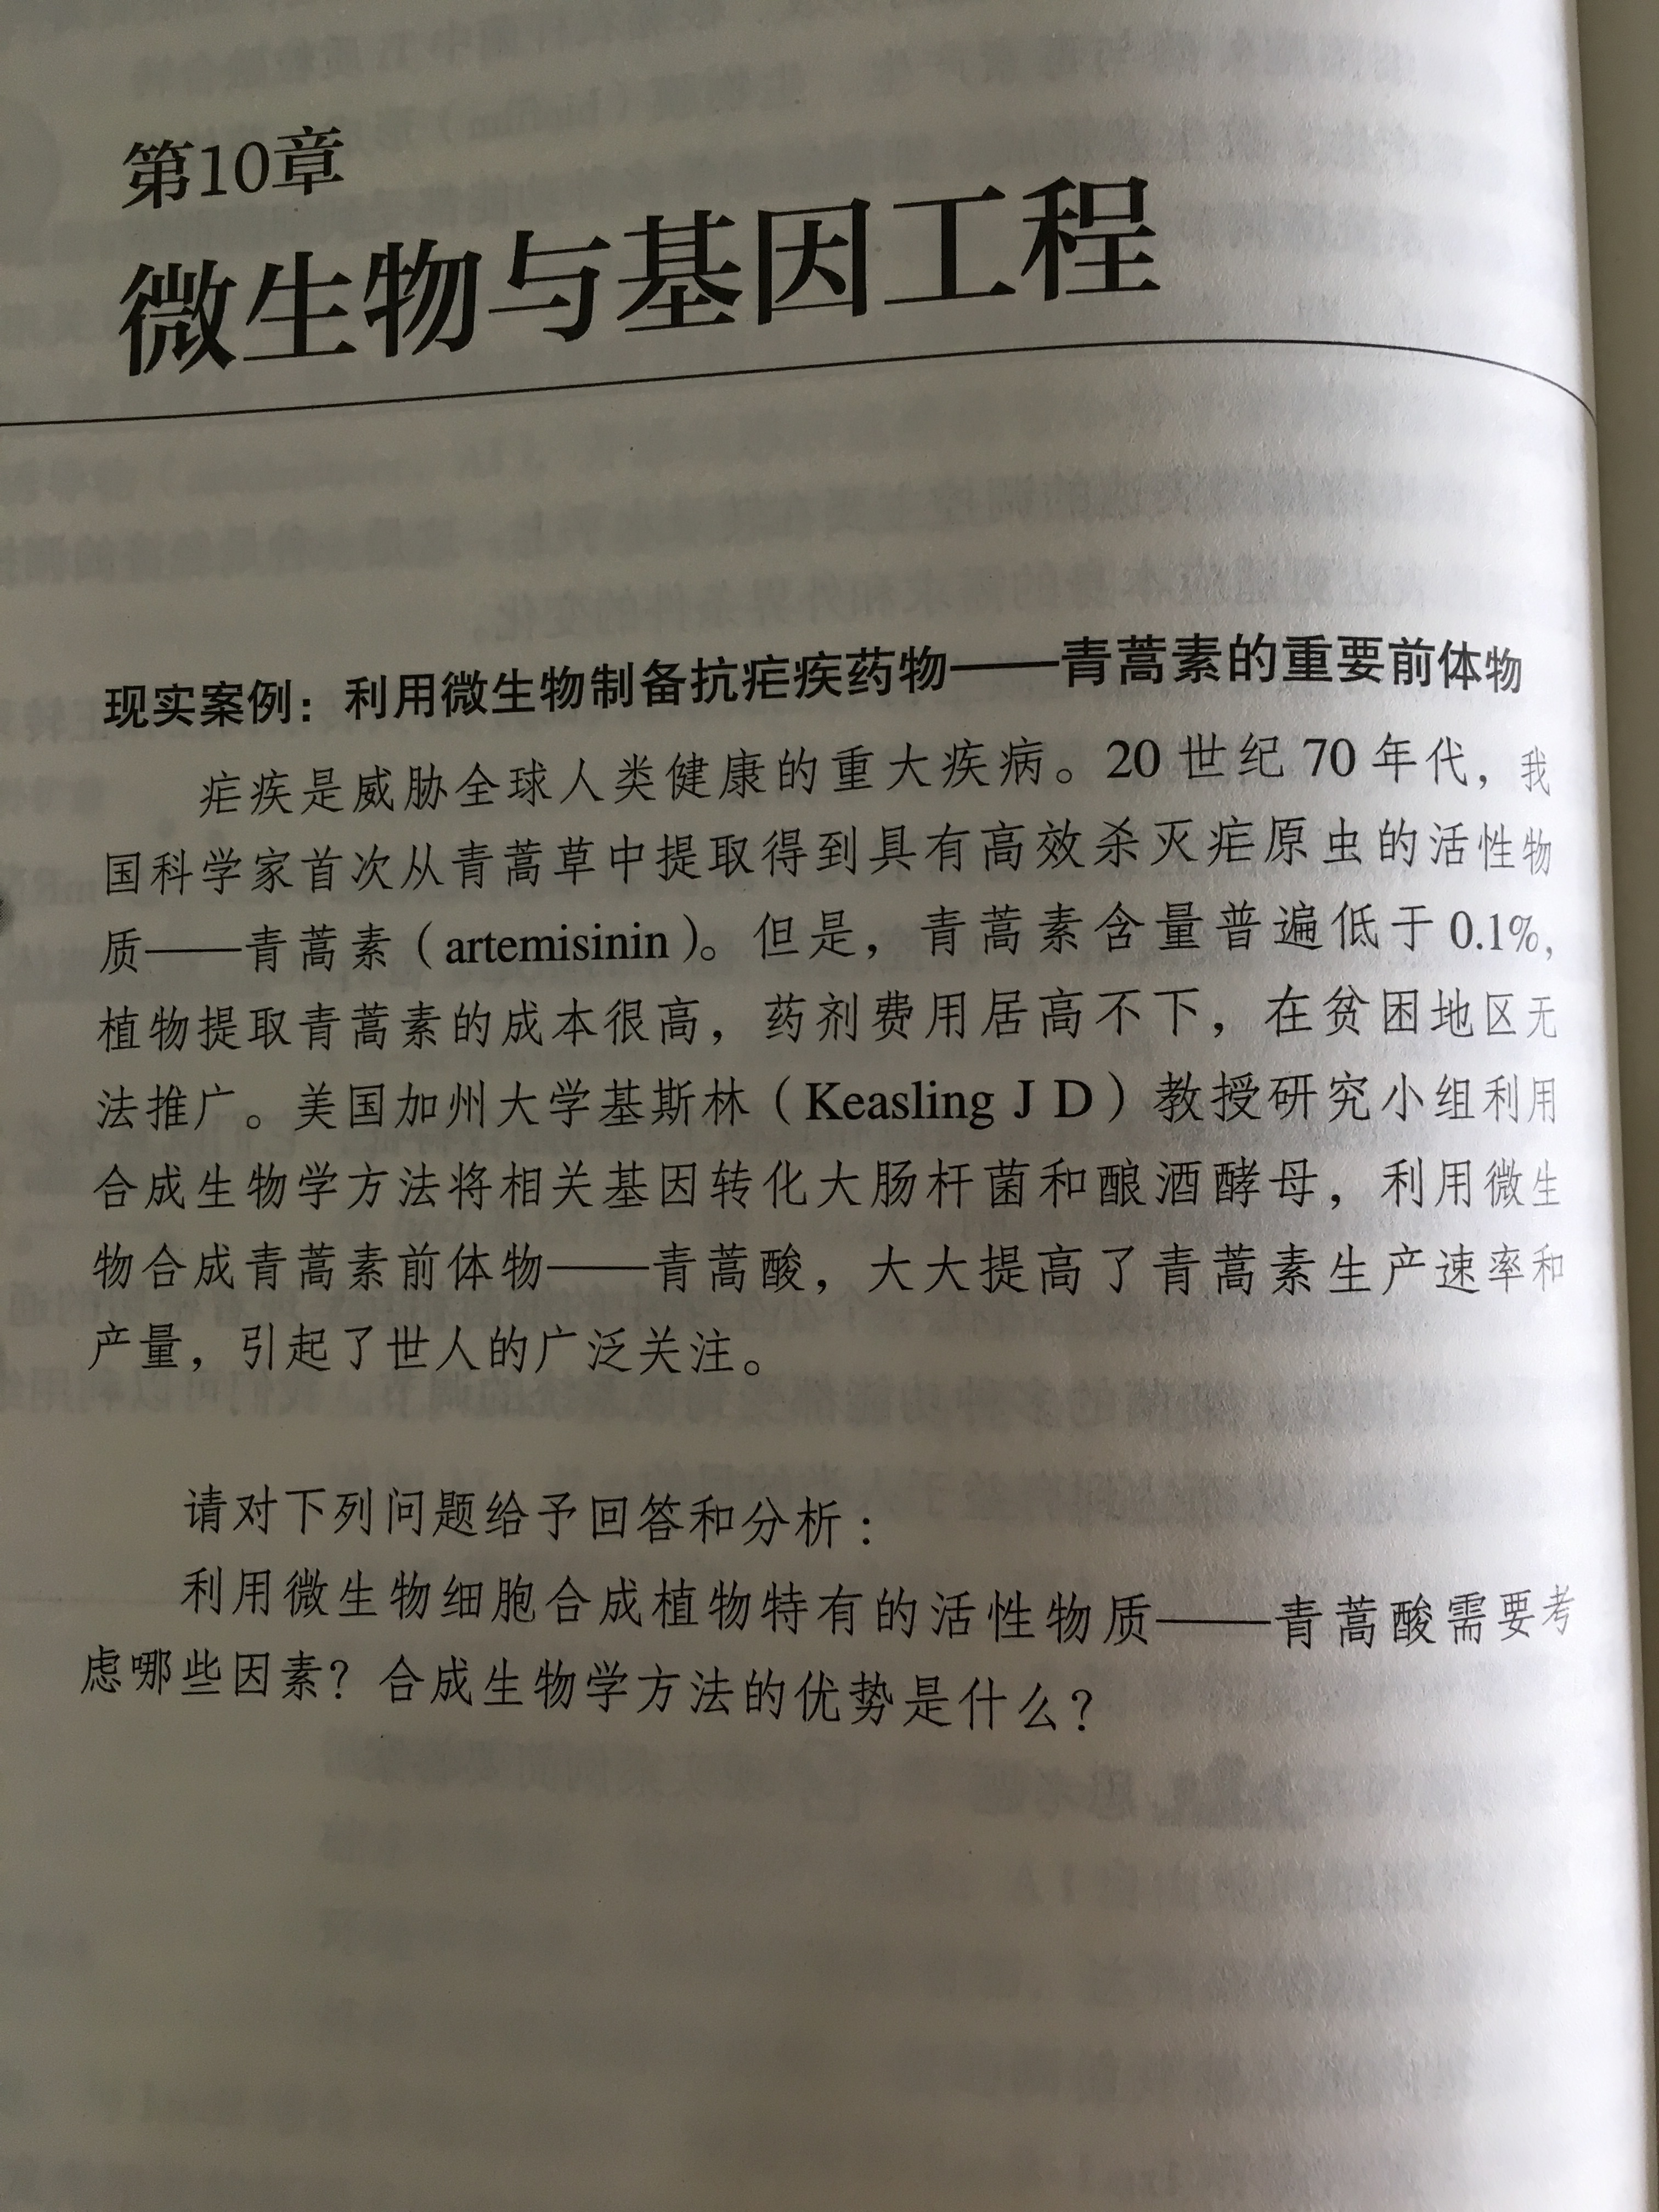 第10章
微生物与基因工程
现实案例：利用微生物制备抗疟疾药物——青蒿素的重要前体物
疟疾是威胁全球人类健康的重大疾病。20 世纪 70 年代，我
国科学家首次从青蒿草中提取得到具有高效杀灭疟原虫的活性物
质——青蒿素（artemisinin）。但是，青蒿素含量普遍低于 0.1%，
植物提取青蒿素的成本很高，药剂费用居高不下，在贫困地区无
法推广。美国加州大学基斯林（Keasling J D）教授研究小组利用
合成生物学方法将相关基因转化大肠杆菌和酿酒酵母，利用微生
物合成青蒿素前体物——青蒿酸，大大提高了青蒿素生产速率和
产量，引起了世人的广泛关注。
请对下列问题给予回答和分析：
利用微生物细胞合成植物特有的活性物质——青蒿酸需要考
虑哪些因素？合成生物学方法的优势是什么？